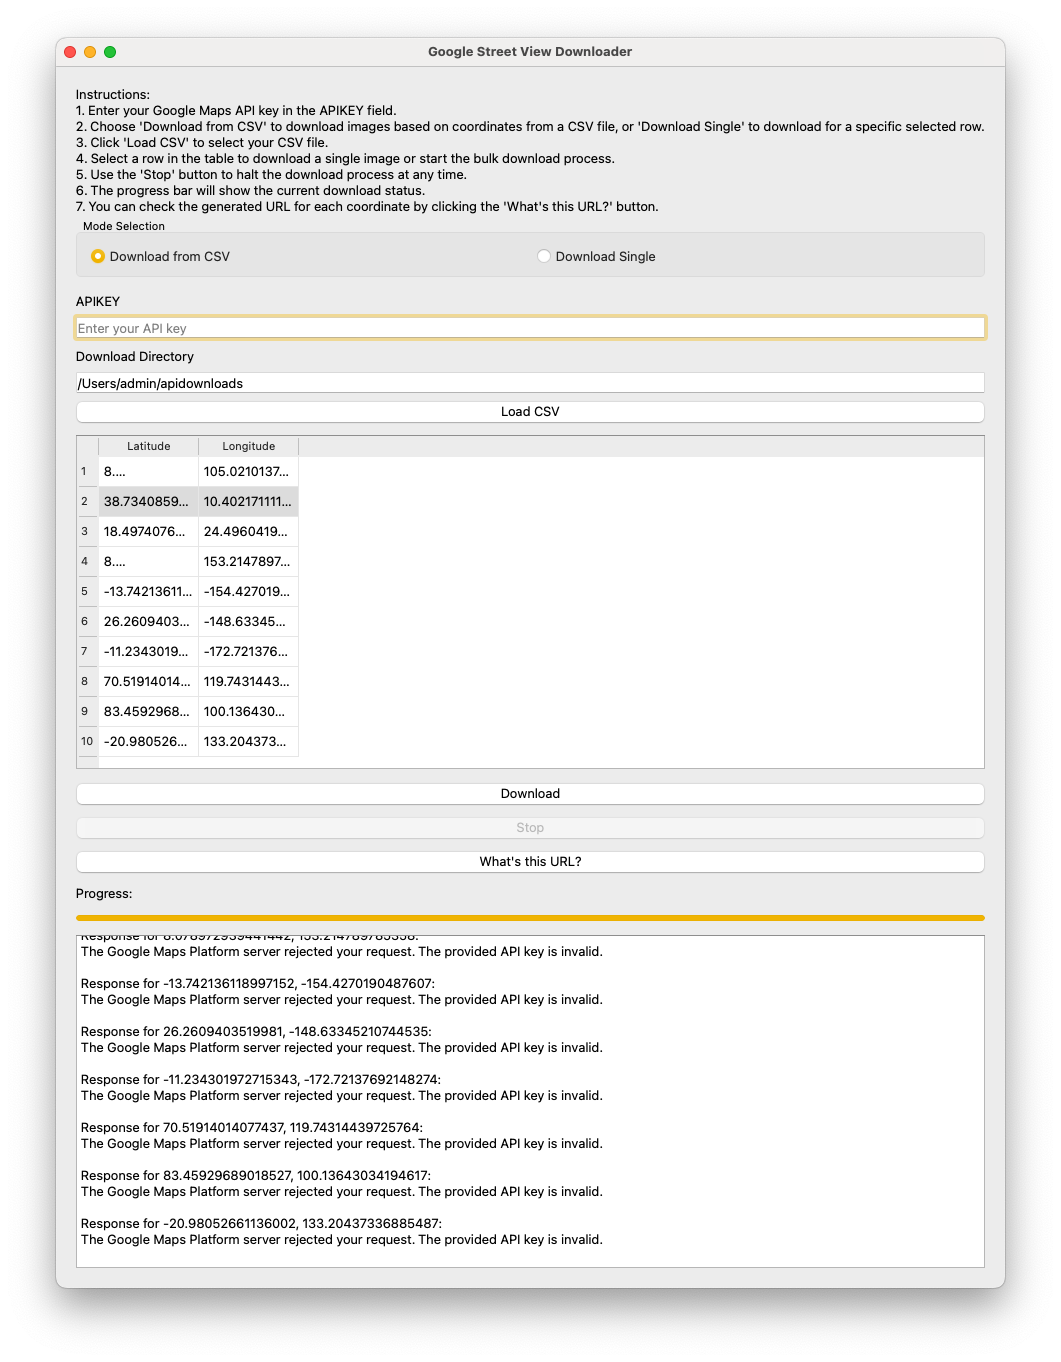 Google Street View Downloader
Instructions:
1. Enter your Google Maps API key in the APIKEY field.
2. Choose 'Download from CSV' to download images based on coordinates from a CSV file, or 'Download Single' to download for a specific selected row.
3. Click 'Load CSV' to select your CSV file.
4. Select a row in the table to download a single image or start the bulk download process.
5. Use the 'Stop' button to halt the download process at any time.
6. The progress bar will show the current download status.
7. You can check the generated URL for each coordinate by clicking the 'What's this URL?' button.
Mode Selection
Download from CSV Download Single
APIKEY
Enter your API key
Download Directory
/Users/admin/apidownloads
Load CSV
Latitude Longitude
1 8.... 105.0210137...
2 38.7340859... 10.402171111...
3 18.4974076... 24.4960419...
4 8.... 153.2147897...
5 -13.74213611... -154.427019...
6 26.2609403... -148.63345...
7 -11.2343019... -172.721376...
8 70.51914014... 119.7431443...
9 83.4592968... 100.136430...
10 -20.980526... 133.204373...
Download
Stop
What's this URL?
Progress:
Response for 8.078972939441442, 153.214789785358:
The Google Maps Platform server rejected your request. The provided API key is invalid.
Response for -13.742136118997152, -154.4270190487607:
The Google Maps Platform server rejected your request. The provided API key is invalid.
Response for 26.2609403519981, -148.63345210744535:
The Google Maps Platform server rejected your request. The provided API key is invalid.
Response for -11.234301972715343, -172.72137692148274:
The Google Maps Platform server rejected your request. The provided API key is invalid.
Response for 70.51914014077437, 119.74314439725764:
The Google Maps Platform server rejected your request. The provided API key is invalid.
Response for 83.45929689018527, 100.13643034194617:
The Google Maps Platform server rejected your request. The provided API key is invalid.
Response for -20.98052661136002, 133.20437336885487:
The Google Maps Platform server rejected your request. The provided API key is invalid.